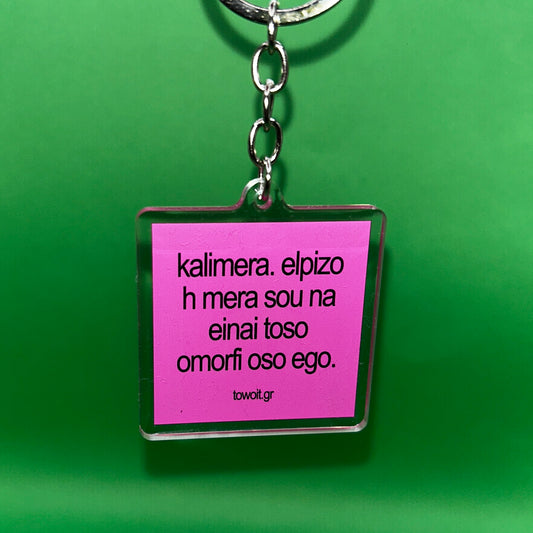 kalimera. elpizo
h mera sou na
einai toso
omorfi oso ego.
towoit.gr